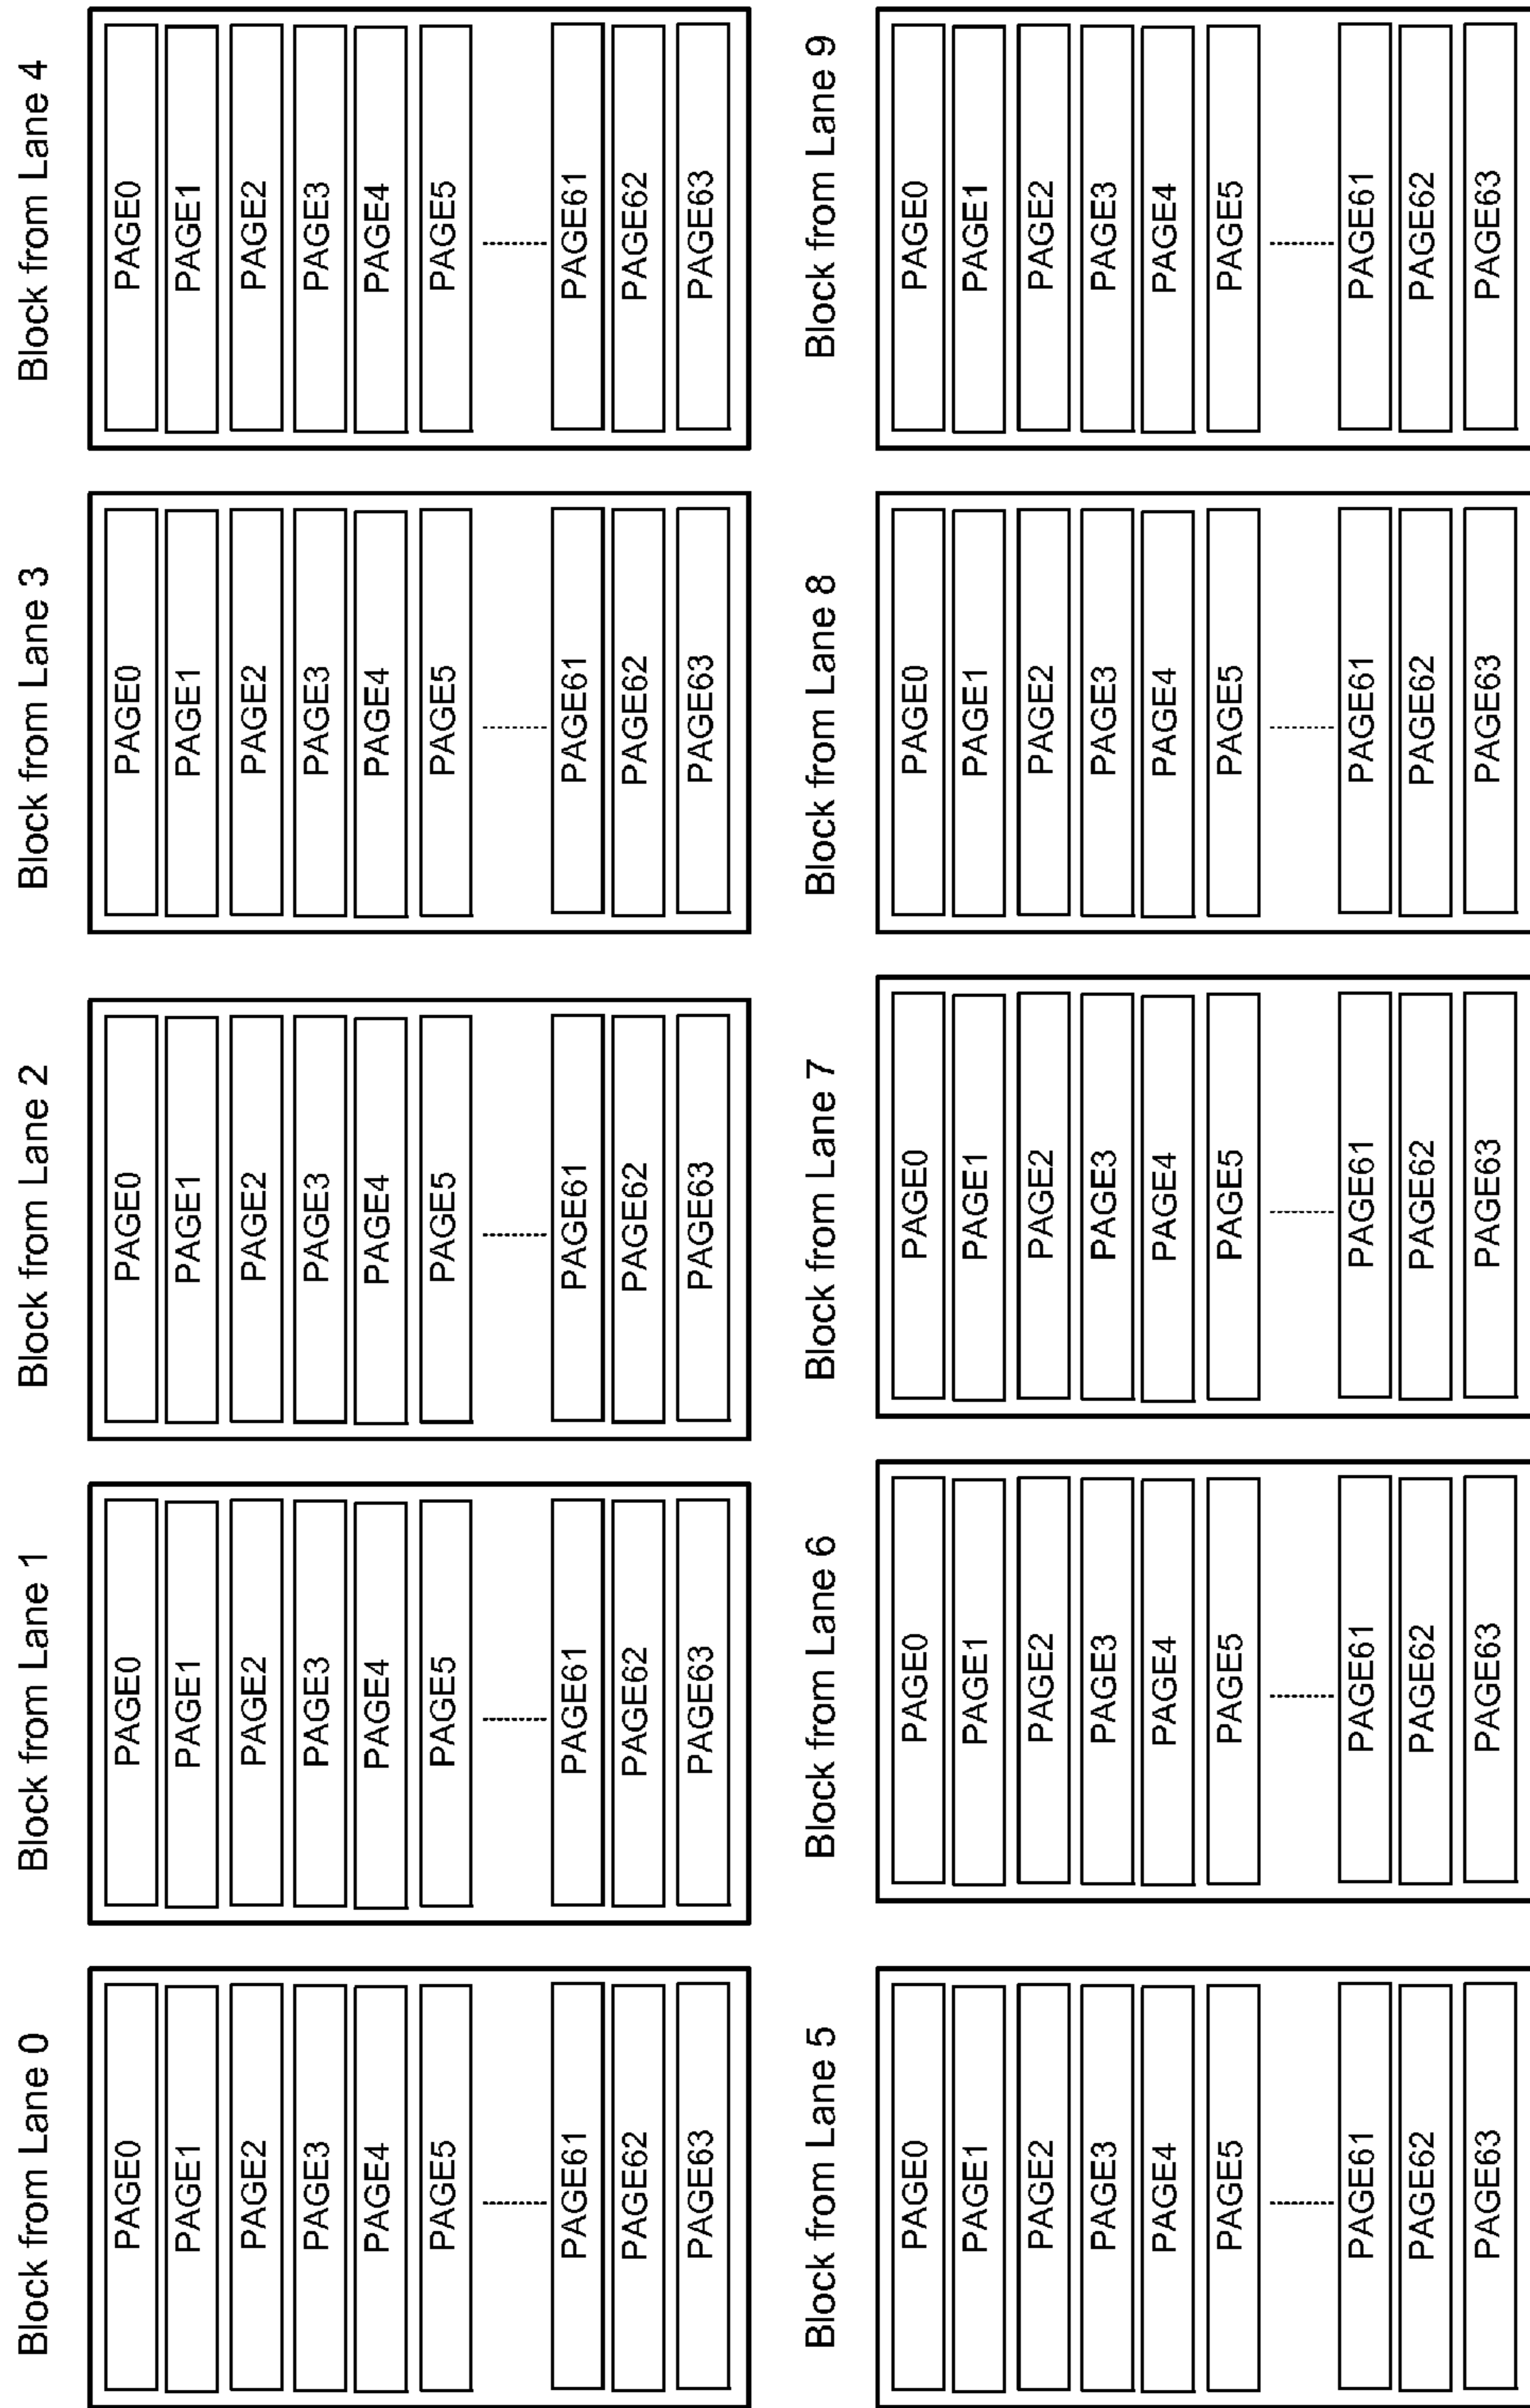 Block from Lane 0
PAGE0
PAGE1
PAGE2
PAGE3
PAGE4
PAGE5
PAGE61
PAGE62
PAGE63
Block from Lane 1
PAGE0
PAGE1
PAGE2
PAGE3
PAGE4
PAGE5
PAGE61
PAGE62
PAGE63
Block from Lane 2
PAGE0
PAGE1
PAGE2
PAGE3
PAGE4
PAGE5
PAGE61
PAGE62
PAGE63
Block from Lane 3
PAGE0
PAGE1
PAGE2
PAGE3
PAGE4
PAGE5
PAGE61
PAGE62
PAGE63
Block from Lane 4
PAGE0
PAGE1
PAGE2
PAGE3
PAGE4
PAGE5
PAGE61
PAGE62
PAGE63
Block from Lane 5
PAGE0
PAGE1
PAGE2
PAGE3
PAGE4
PAGE5
PAGE61
PAGE62
PAGE63
Block from Lane 6
PAGE0
PAGE1
PAGE2
PAGE3
PAGE4
PAGE5
PAGE61
PAGE62
PAGE63
Block from Lane 7
PAGE0
PAGE1
PAGE2
PAGE3
PAGE4
PAGE5
PAGE61
PAGE62
PAGE63
Block from Lane 8
PAGE0
PAGE1
PAGE2
PAGE3
PAGE4
PAGE5
PAGE61
PAGE62
PAGE63
Block from Lane 9
PAGE0
PAGE1
PAGE2
PAGE3
PAGE4
PAGE5
PAGE61
PAGE62
PAGE63